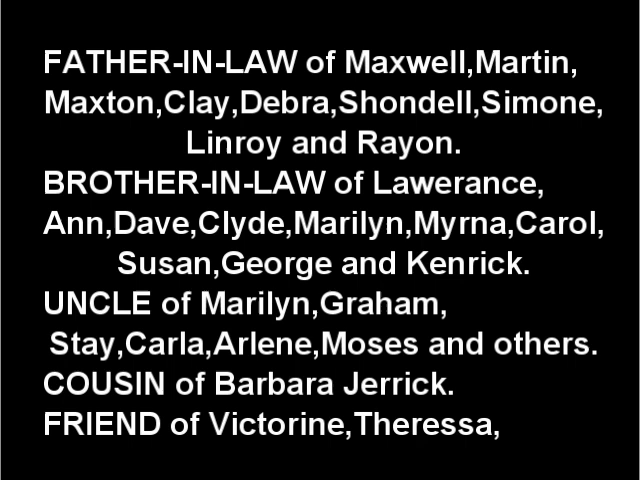 FATHER-IN-LAW of Maxwell,Martin,
Maxton,Clay,Debra,Shondell,Simone,
Linroy and Rayon.
BROTHER-IN-LAW of Lawerance,
Ann,Dave,Clyde,Marilyn,Myrna,Carol,
Susan,George and Kenrick.
UNCLE of Marilyn,Graham,
Stay,Carla,Arlene,Moses and others.
COUSIN of Barbara Jerrick.
FRIEND of Victorine,Theressa,